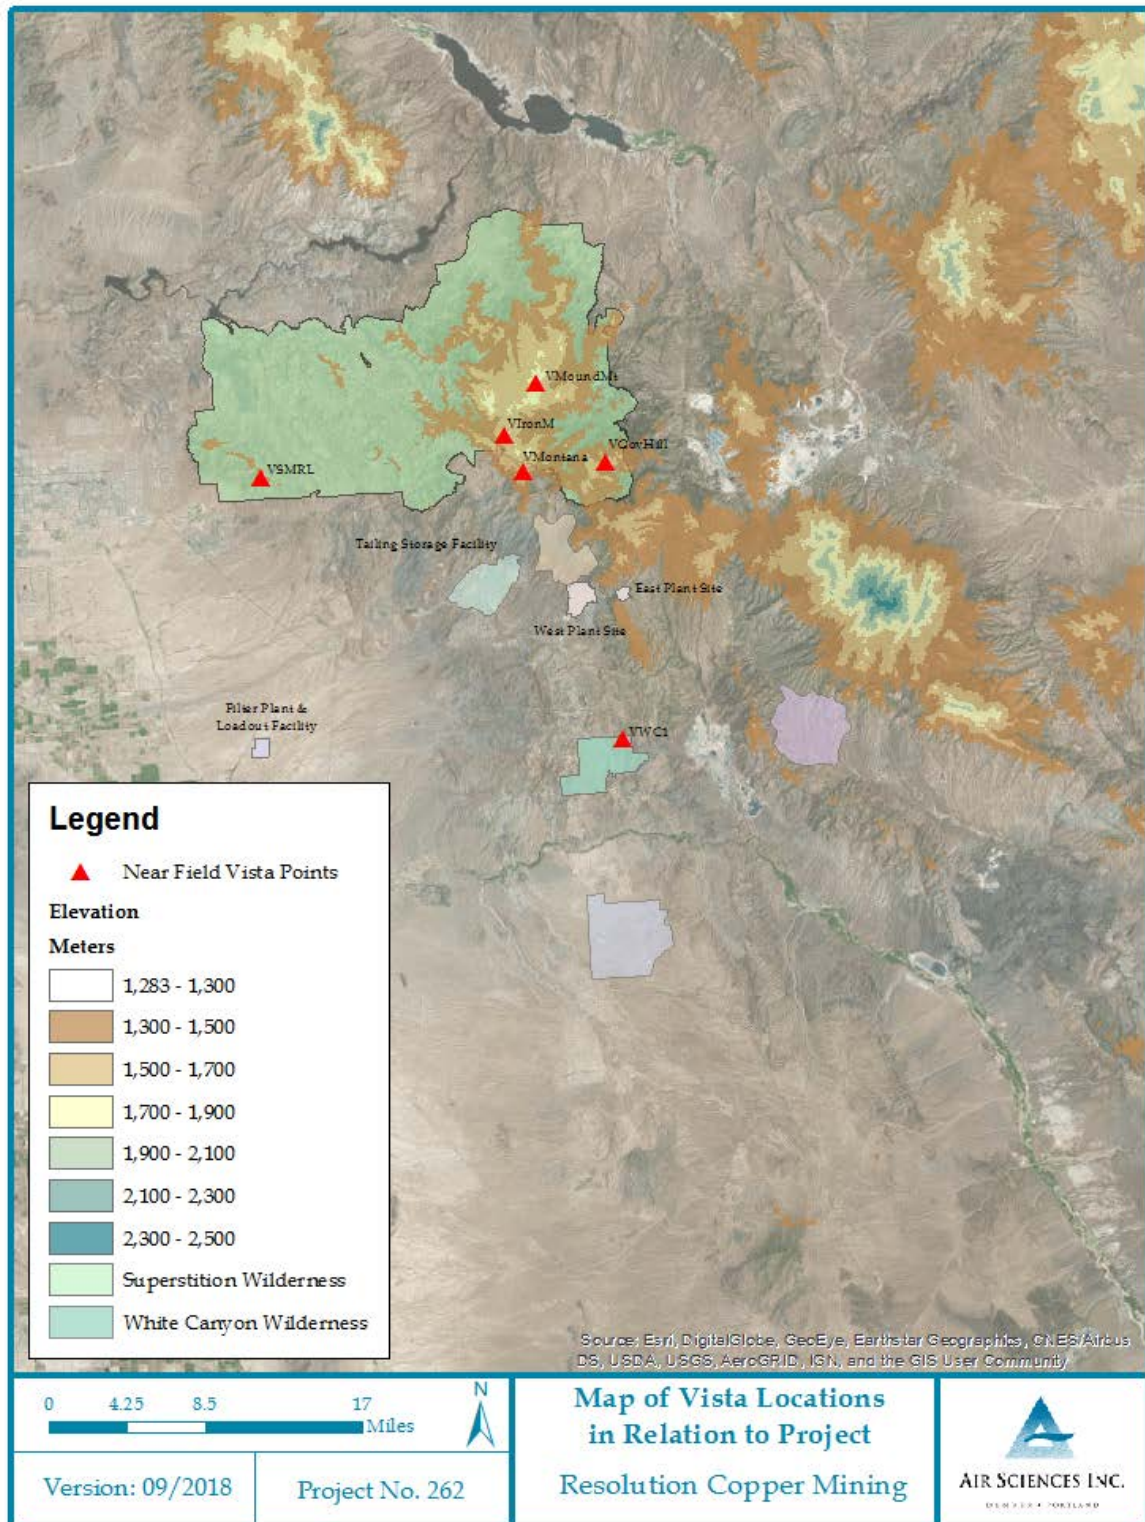 VMoundMt
VIronM
VGovHill
VMontana
VSMRL
Tailing Storage Facility
East Plant Site
West Plant Site
Filter Plant &
Loadout Facility
VWC1
Legend
Near Field Vista Points
Elevation
Meters
1,283 - 1,300
1,300 - 1,500
1,500 - 1,700
1,700 - 1,900
1,900 - 2,100
2,100 - 2,300
2,300 - 2,500
Superstition Wilderness
White Canyon Wilderness
Source: Esri, DigitalGlobe, GeoEye, Earthstar Geographics, CNES/Airbus
DS, USDA, USGS, AeroGRID, IGN, and the GIS User Community
0 4.25 8.5 17
Miles
N
Map of Vista Locations
in Relation to Project
Resolution Copper Mining
Version: 09/2018
Project No. 262
AIR SCIENCES INC.
DENVER • PORTLAND